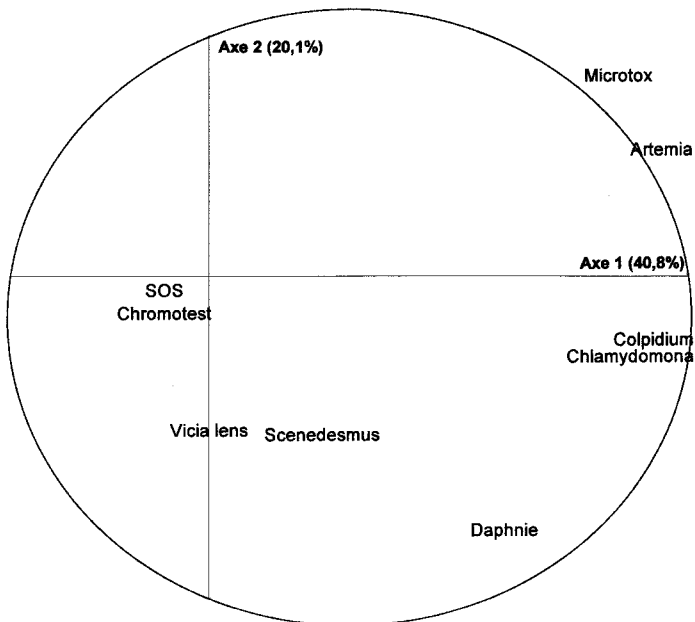 Axe 2 (20,1%)
Microtox
Artemia
Axe 1 (40,8%)
SOS
Chromotest
Colpidium
Chlamydomona
Vicia lens
Scenedesmus
Daphnie